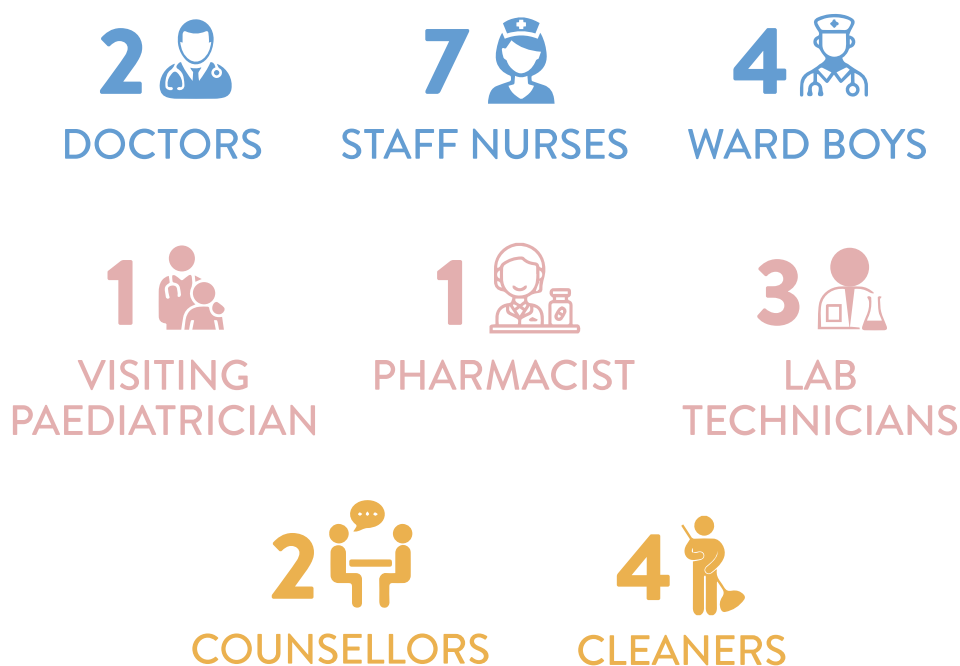 2 7 4
DOCTORS STAFF NURSES WARD BOYS
1 1 3
VISITING PHARMACIST LAB
PAEDIATRICIAN TECHNICIANS
2 4
COUNSELLORS CLEANERS